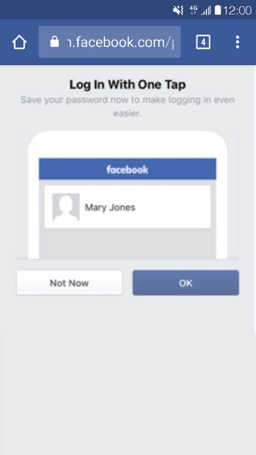 4G
12:00
n.facebook.com/p
4
Log In With One Tap
Save your password now to make logging in even
easier.
facebook
Mary Jones
Not Now
OK